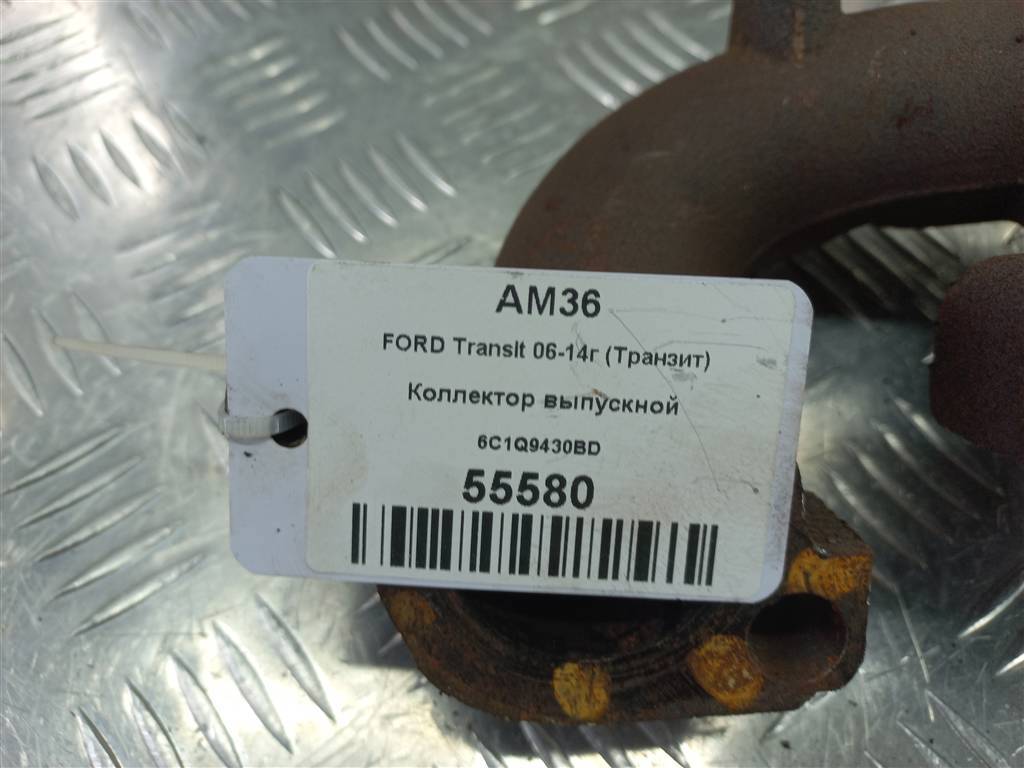 AM36
FORD Transit 06-14г (Транзит)
Коллектор выпускной
6C1Q9430BD
55580